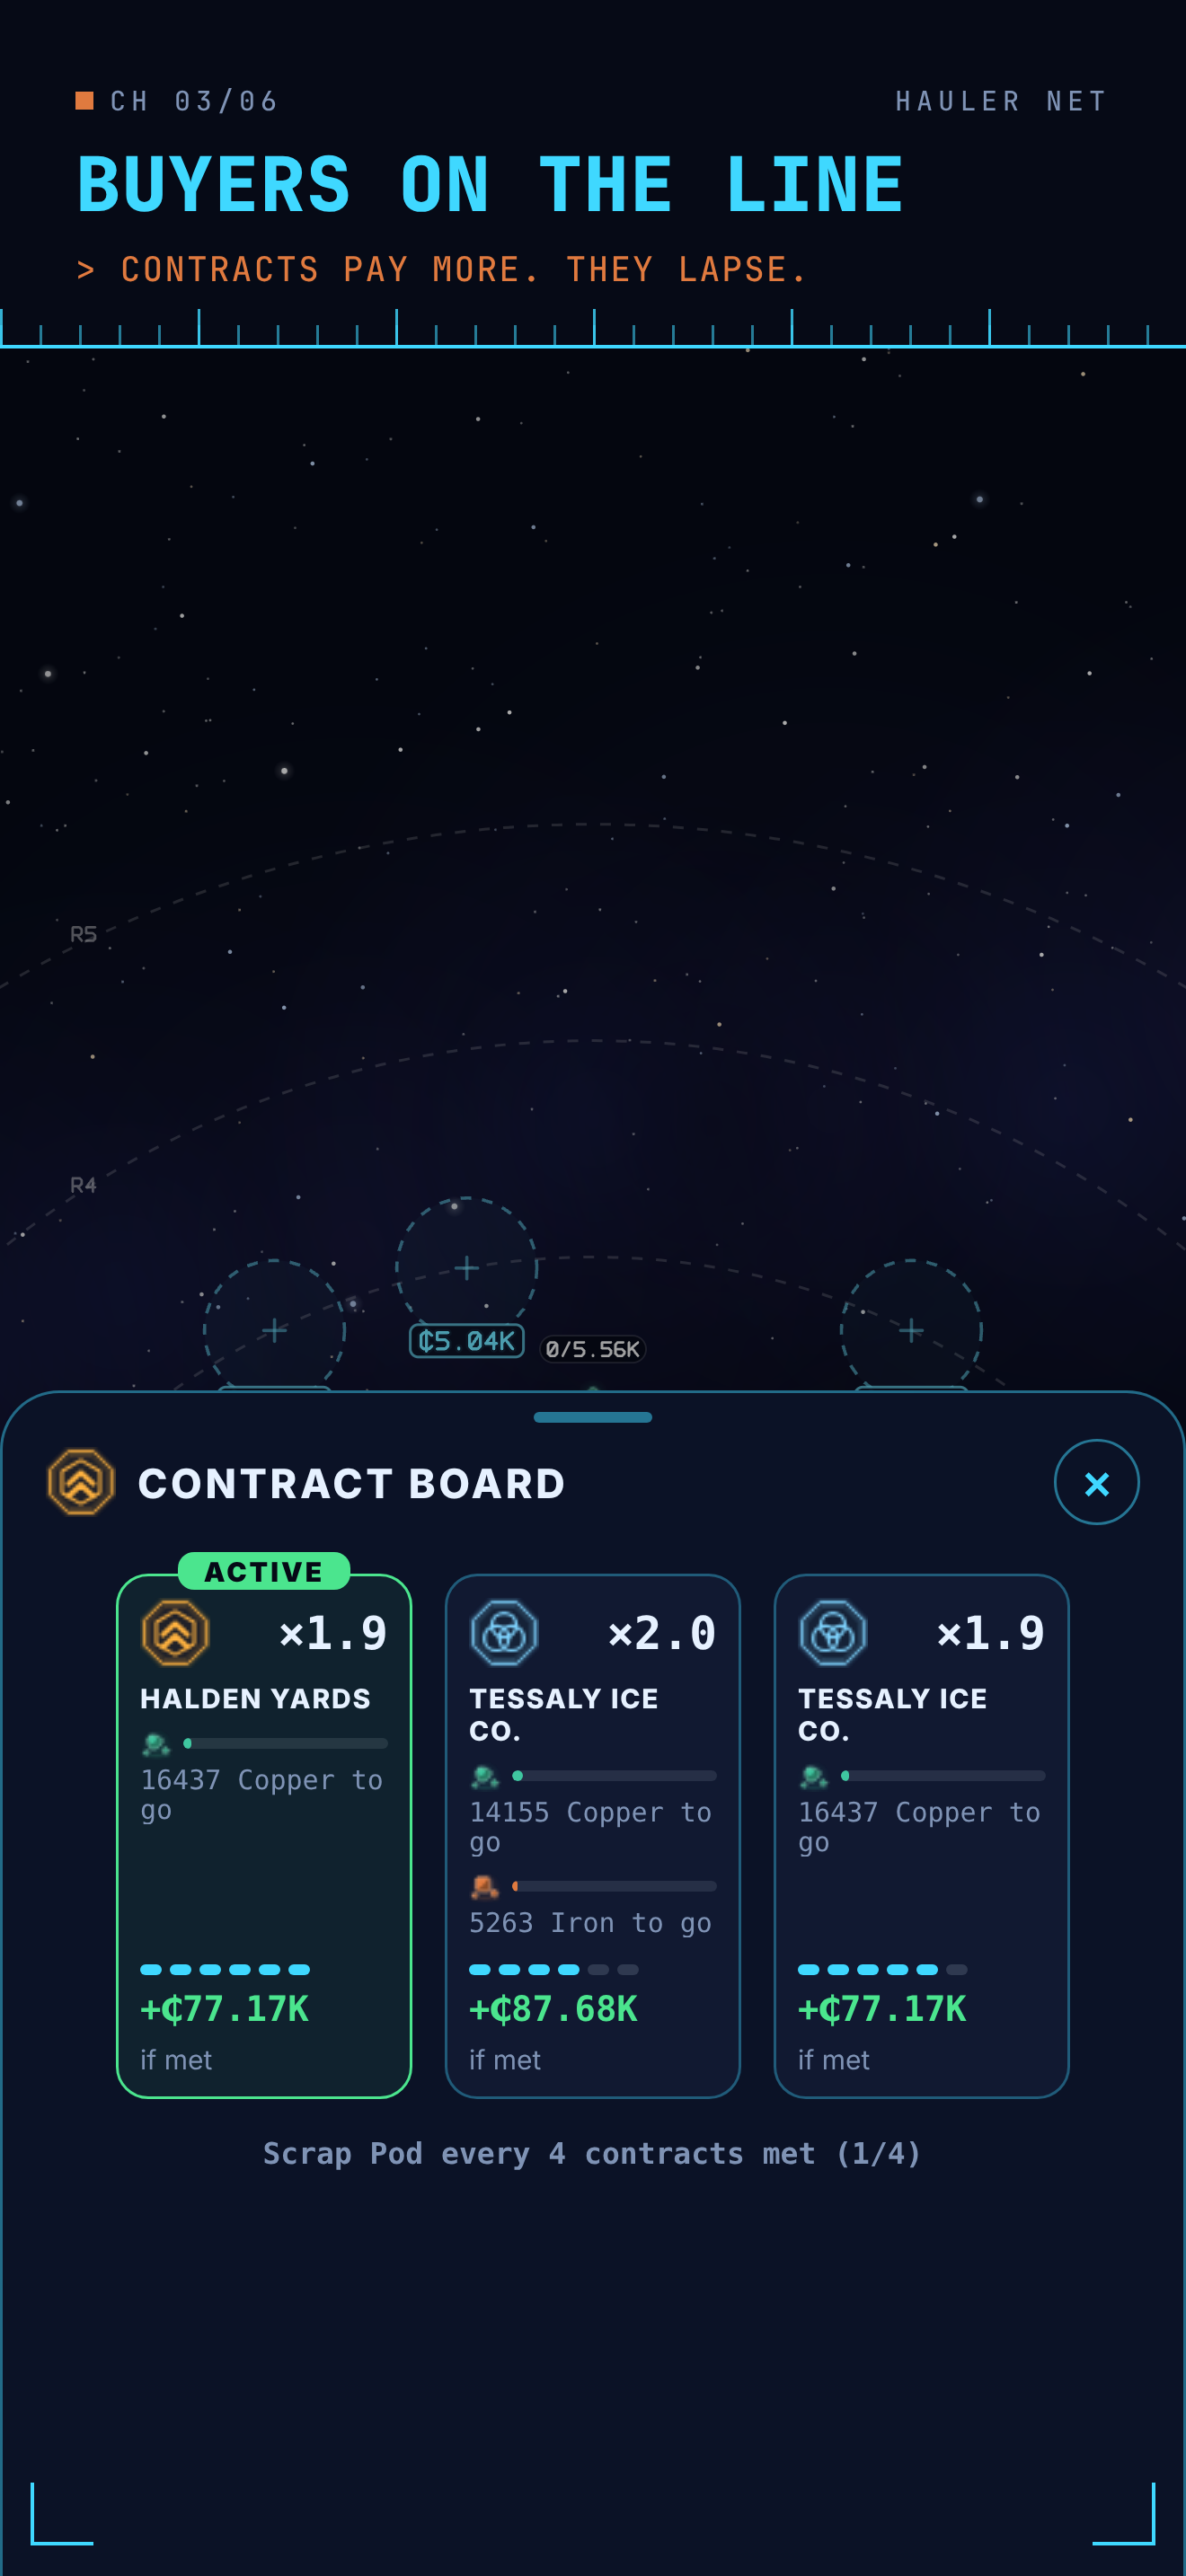 CH 03/06
HAULER NET
BUYERS ON THE LINE
> CONTRACTS PAY MORE. THEY LAPSE.
R5
R4
₵5.04K
0/5.56K
CONTRACT BOARD
×
ACTIVE
×1.9
HALDEN YARDS
16437 Copper to
go
+₵77.17K
if met
×2.0
TESSALY ICE
CO.
14155 Copper to
go
5263 Iron to go
+₵87.68K
if met
×1.9
TESSALY ICE
CO.
16437 Copper to
go
+₵77.17K
if met
Scrap Pod every 4 contracts met (1/4)